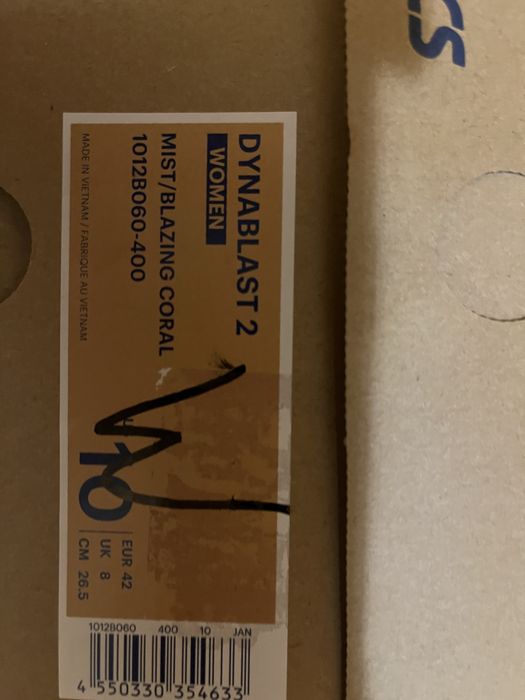 CS
DYNABLAST 2
WOMEN
MIST/BLAZING CORAL
1012B060-400
MADE IN VIETNAM / FABRIQUE AU VIETNAM
10
EUR 42
UK 8
CM 26.5
1012B060 400 10 JAN
4 550330 354633